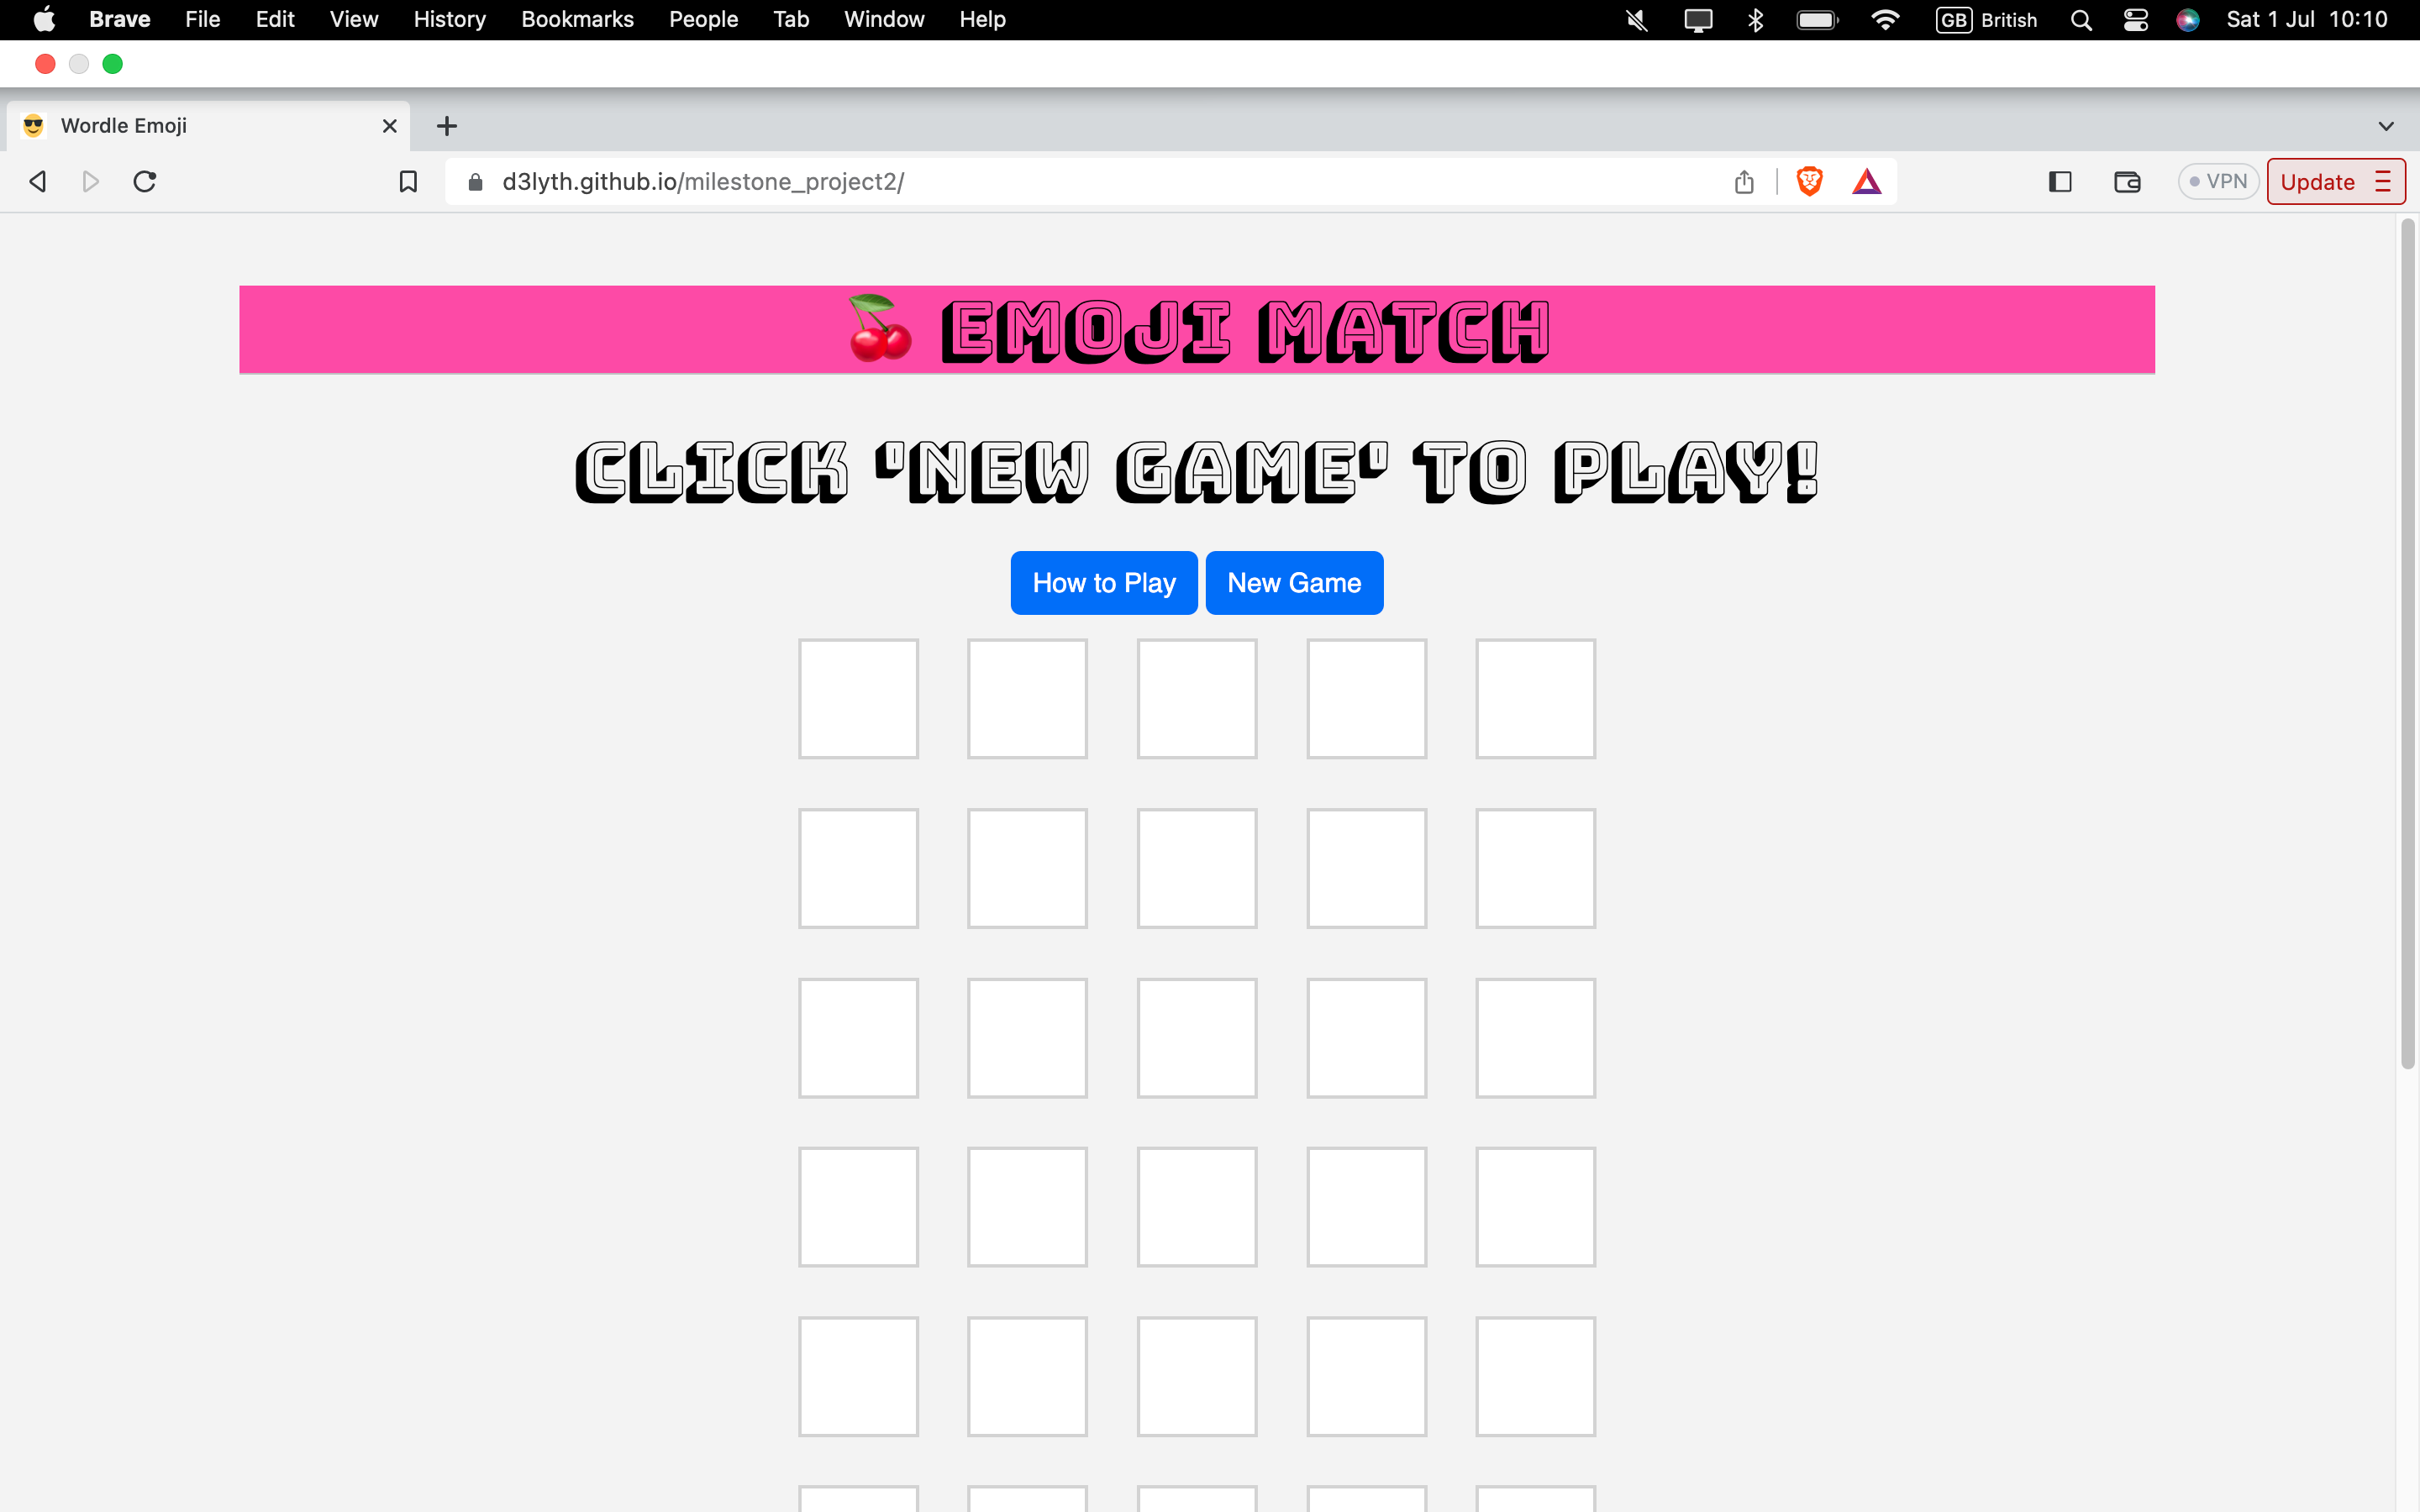 Brave File Edit View History Bookmarks People Tab Window Help GB British Sat 1 Jul 10:10
Wordle Emoji
d3lyth.github.io/milestone_project2/ VPN Update
EMOJI MATCH
CLICK 'NEW GAME' TO PLAY!
How to Play New Game